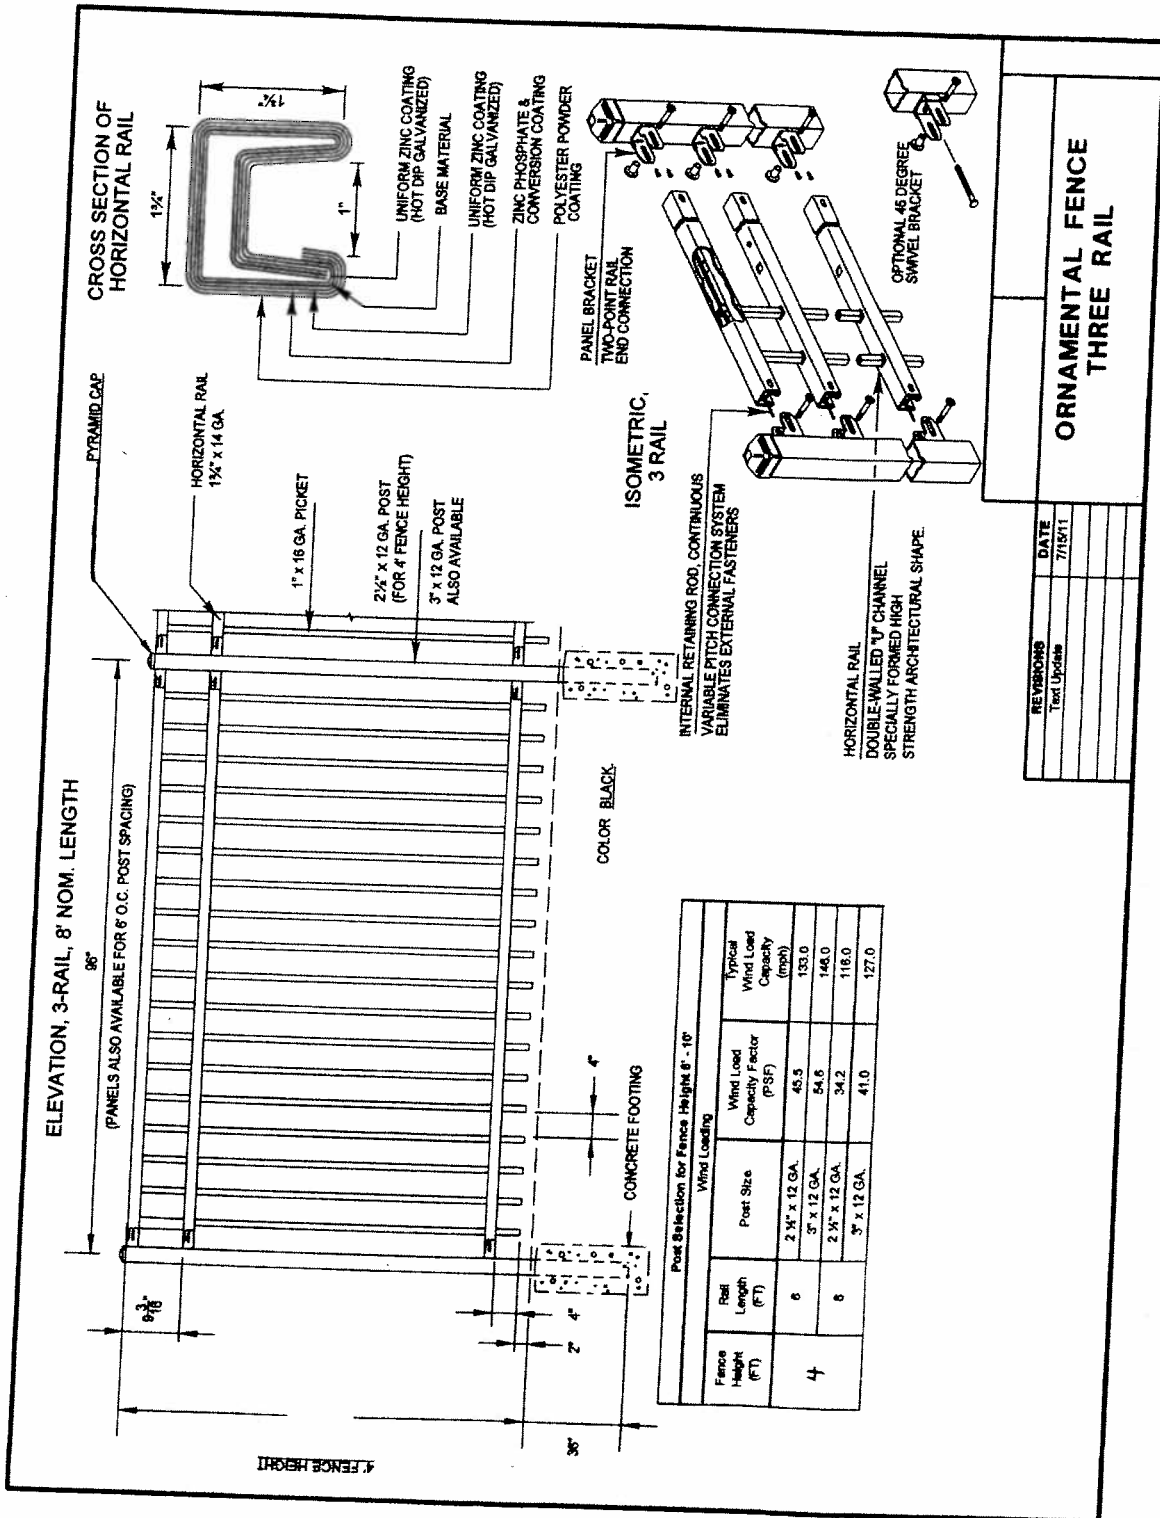 ELEVATION, 3-RAIL, 8' NOM. LENGTH
96"
(PANELS ALSO AVAILABLE FOR 6' O.C. POST SPACING)
PYRAMID CAP
HORIZONTAL RAIL
1¾" x 14 GA.
1" x 16 GA. PICKET
2½" x 12 GA. POST
(FOR 4' FENCE HEIGHT)
3" x 12 GA. POST
ALSO AVAILABLE
9 3/16"
4' FENCE HEIGHT
36"
2"
4"
4"
CONCRETE FOOTING
COLOR BLACK.
CROSS SECTION OF
HORIZONTAL RAIL
1¾"
1¾"
1"
UNIFORM ZINC COATING
(HOT DIP GALVANIZED)
BASE MATERIAL
UNIFORM ZINC COATING
(HOT DIP GALVANIZED)
ZINC PHOSPHATE &
CONVERSION COATING
POLYESTER POWDER
COATING
ISOMETRIC,
3 RAIL
PANEL BRACKET
TWO-POINT RAIL
END CONNECTION
INTERNAL RETAINING ROD, CONTINUOUS
VARIABLE PITCH CONNECTION SYSTEM
ELIMINATES EXTERNAL FASTENERS
HORIZONTAL RAIL
DOUBLE-WALLED "U" CHANNEL
SPECIALLY FORMED HIGH
STRENGTH ARCHITECTURAL SHAPE.
OPTIONAL 45 DEGREE
SWIVEL BRACKET
Post Selection for Fence Height 6' - 10'
Wind Loading
Fence Height (FT) Rail Length (FT) Post Size Wind Load Capacity Factor (PSF) Typical Wind Load Capacity (mph)
4 6 2 ½" x 12 GA. 45.5 133.0
3" x 12 GA. 54.6 146.0
8 2 ½" x 12 GA. 34.2 116.0
3" x 12 GA. 41.0 127.0
REVISIONS DATE
Text Update 7/15/11
ORNAMENTAL FENCE
THREE RAIL